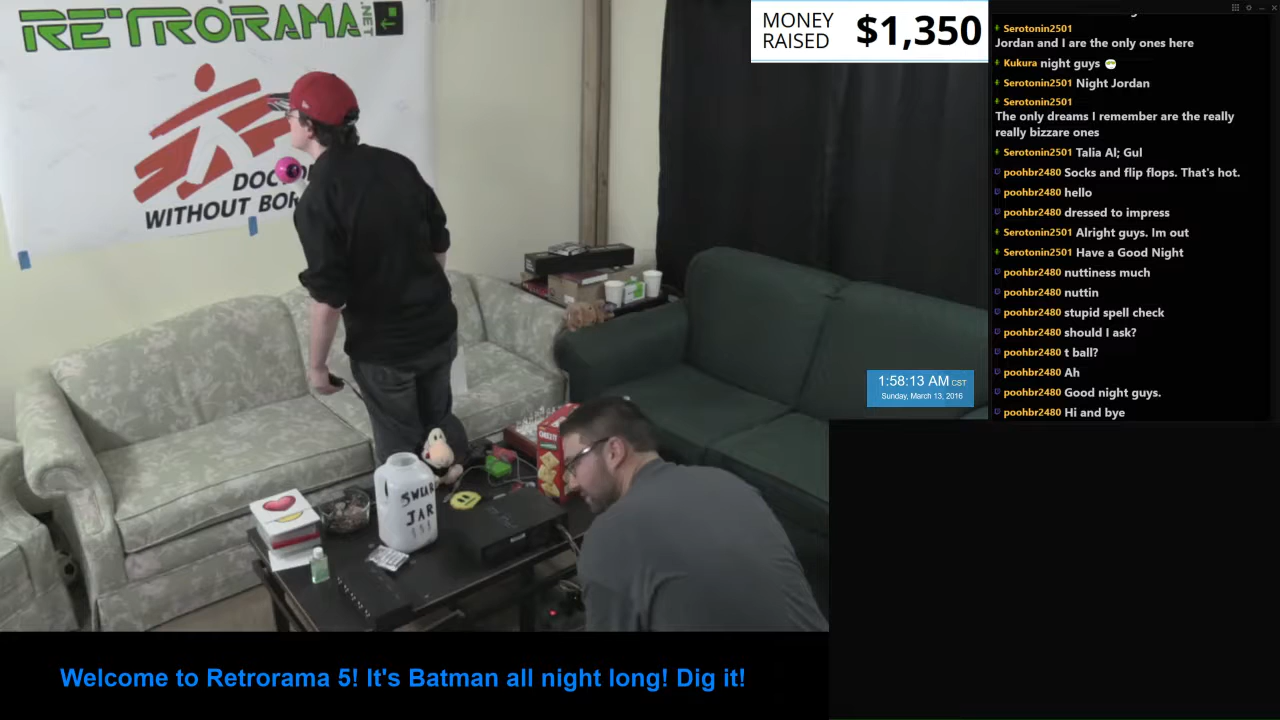 RETRORAMA
.NET
DOCTO
WITHOUT BOR
SWEAR
JAR
$$$
MONEY
RAISED
$1,350
1:58:13 AM CST
Sunday, March 13, 2016
Welcome to Retrorama 5! It's Batman all night long! Dig it!
Serotonin2501
Jordan and I are the only ones here
Kukura night guys
Serotonin2501 Night Jordan
Serotonin2501
The only dreams I remember are the really
really bizzare ones
Serotonin2501 Talia Al; Gul
poohbr2480 Socks and flip flops. That's hot.
poohbr2480 hello
poohbr2480 dressed to impress
Serotonin2501 Alright guys. Im out
Serotonin2501 Have a Good Night
poohbr2480 nuttiness much
poohbr2480 nuttin
poohbr2480 stupid spell check
poohbr2480 should I ask?
poohbr2480 t ball?
poohbr2480 Ah
poohbr2480 Good night guys.
poohbr2480 Hi and bye